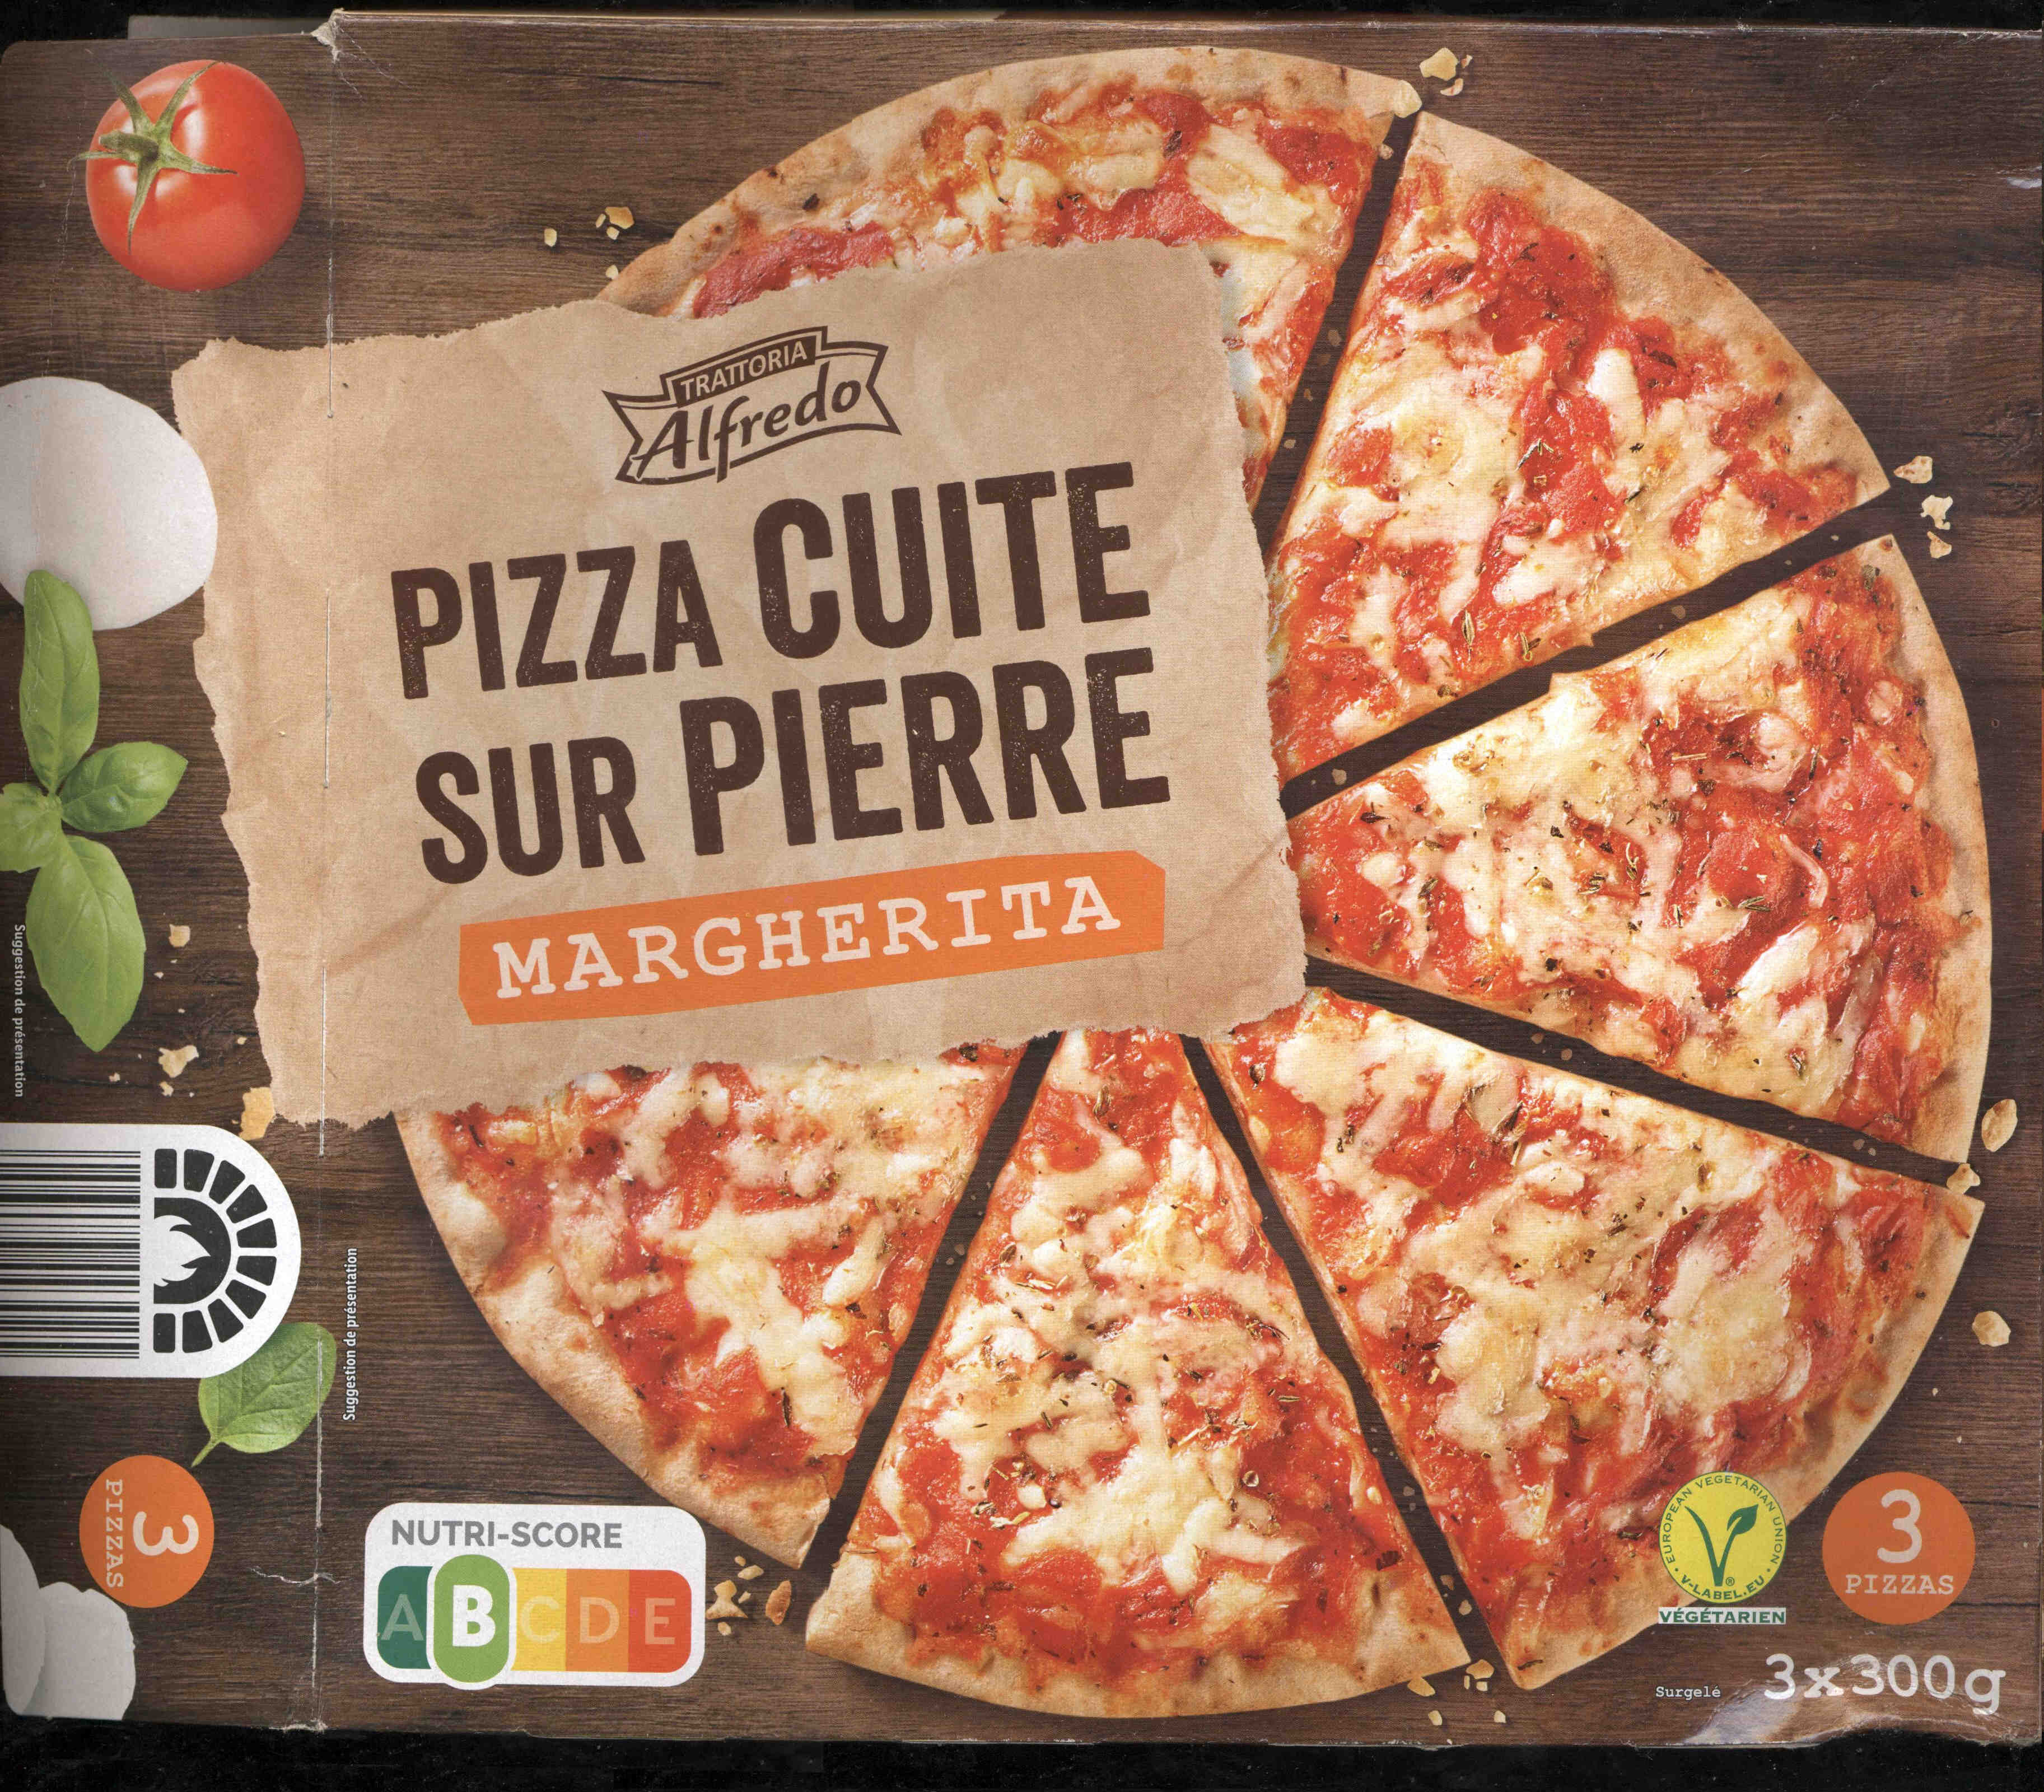 TRATTORIA
Alfredo
PIZZA CUITE
SUR PIERRE
MARGHERITA
Suggestion de présentation
Suggestion de présentation
3
PIZZAS
NUTRI-SCORE
A B C D E
EUROPEAN VEGETARIAN UNION
V-LABEL.EU
®
VÉGÉTARIEN
3
PIZZAS
Surgelé
3x300g